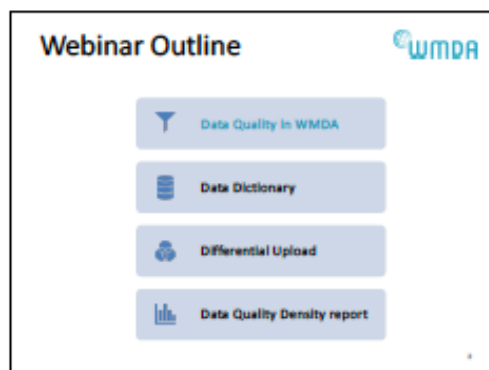 Webinar Outline
WMDA
Data Quality in WMDA
Data Dictionary
Differential Upload
Data Quality Density report